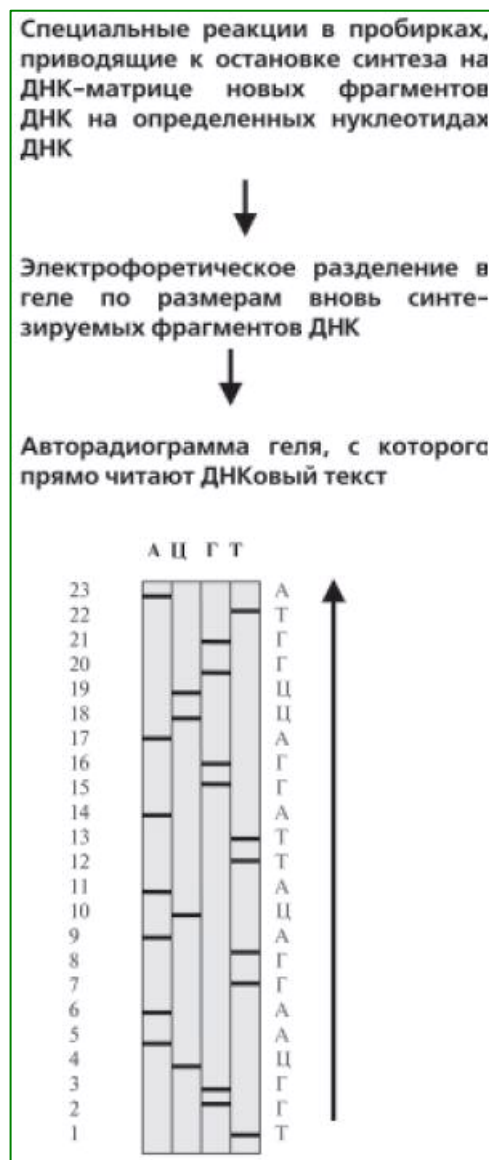 Специальные реакции в пробирках,
приводящие к остановке синтеза на
ДНК-матрице новых фрагментов
ДНК на определенных нуклеотидах
ДНК
Электрофоретическое разделение в
геле по размерам вновь синте-
зируемых фрагментов ДНК
Авторадиограмма геля, с которого
прямо читают ДНКовый текст
А Ц Г Т
23 А
22 Т
21 Г
20 Г
19 Ц
18 Ц
17 А
16 Г
15 Г
14 А
13 Т
12 Т
11 А
10 Ц
9 А
8 Г
7 Г
6 А
5 А
4 Ц
3 Г
2 Г
1 Т